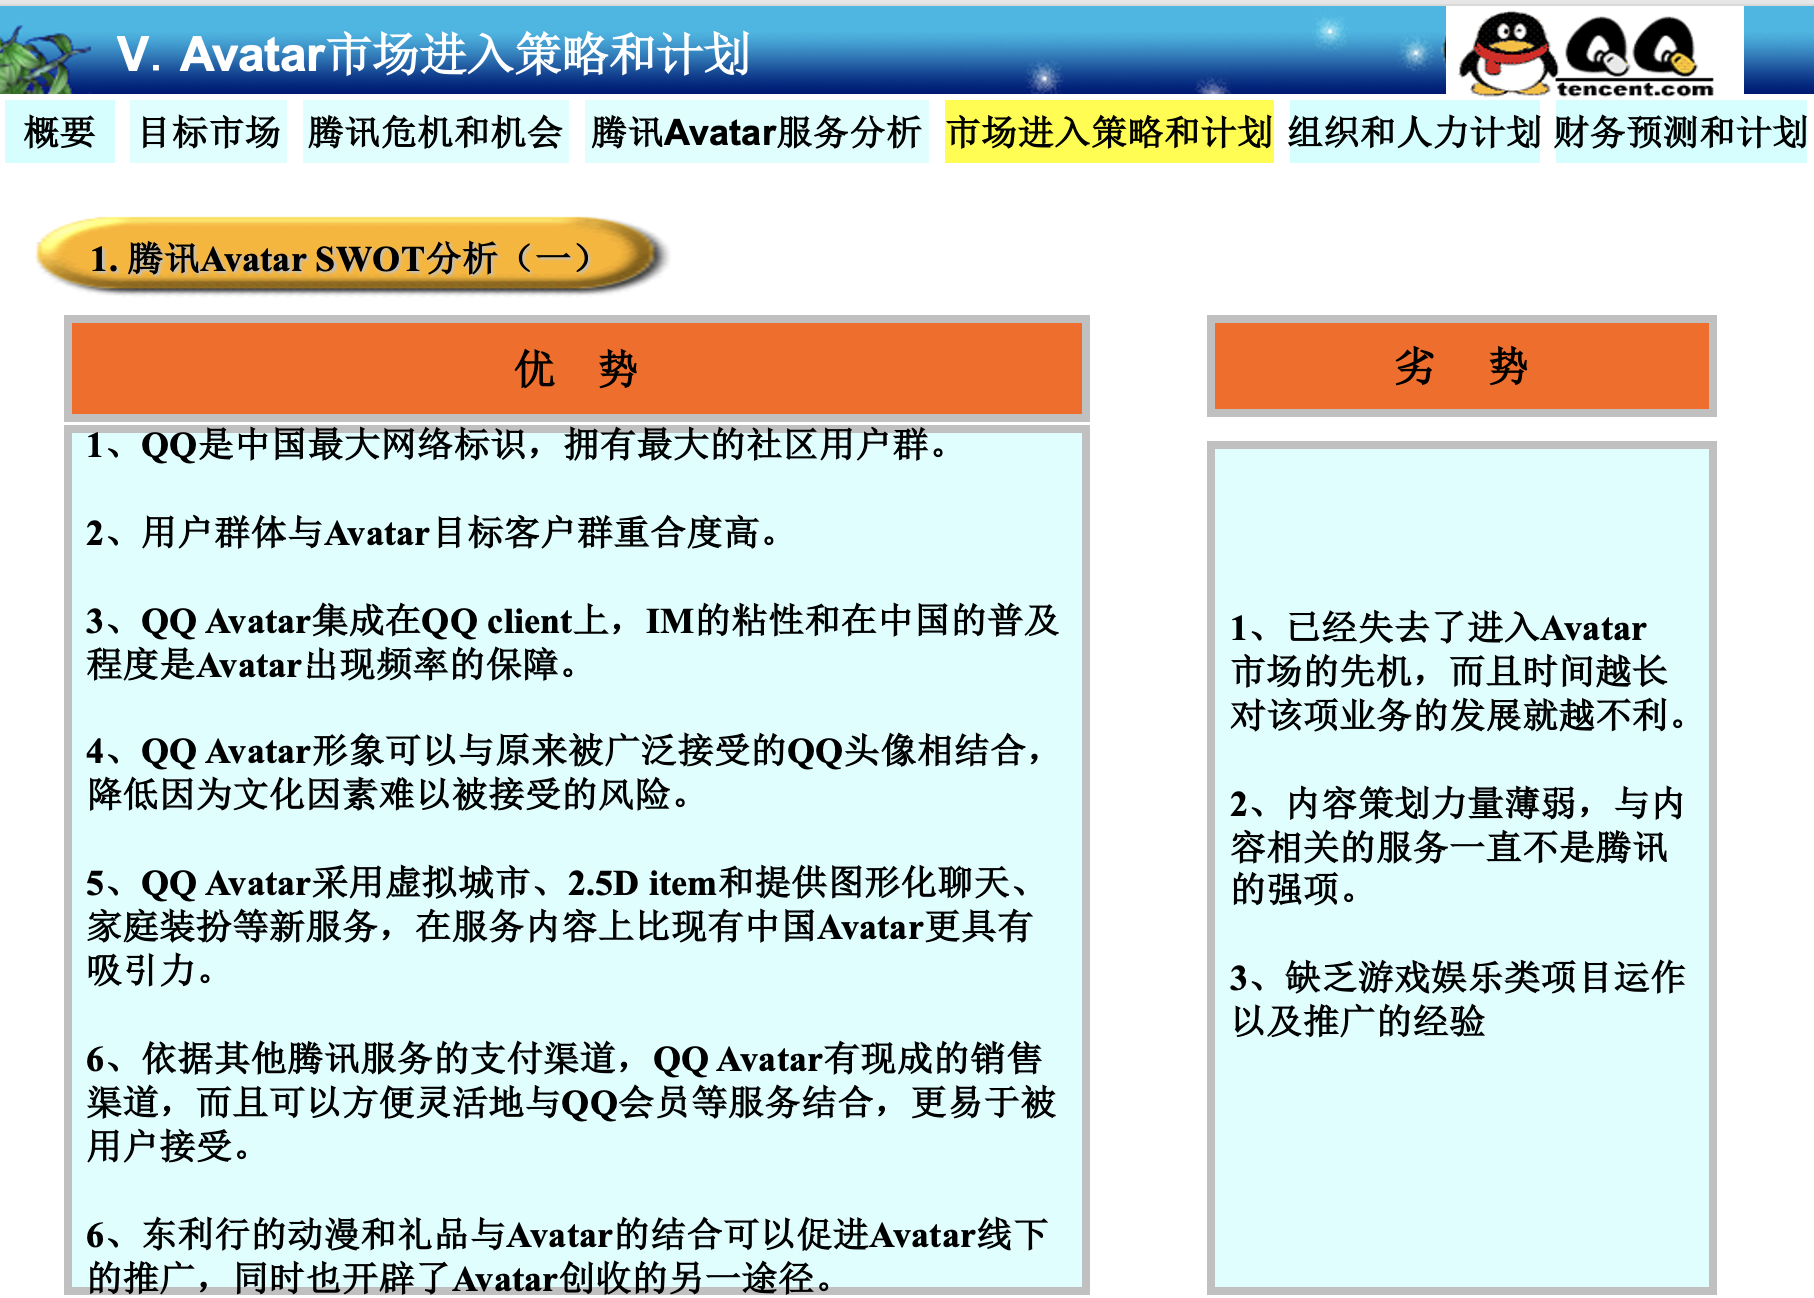 V. Avatar市场进入策略和计划
QQ
tencent.com
概要 目标市场 腾讯危机和机会 腾讯Avatar服务分析 市场进入策略和计划 组织和人力计划 财务预测和计划
1. 腾讯Avatar SWOT分析（一）
优 势
1、QQ是中国最大网络标识，拥有最大的社区用户群。
2、用户群体与Avatar目标客户群重合度高。
3、QQ Avatar集成在QQ client上，IM的粘性和在中国的普及
程度是Avatar出现频率的保障。
4、QQ Avatar形象可以与原来被广泛接受的QQ头像相结合，
降低因为文化因素难以被接受的风险。
5、QQ Avatar采用虚拟城市、2.5D item和提供图形化聊天、
家庭装扮等新服务，在服务内容上比现有中国Avatar更具有
吸引力。
6、依据其他腾讯服务的支付渠道，QQ Avatar有现成的销售
渠道，而且可以方便灵活地与QQ会员等服务结合，更易于被
用户接受。
6、东利行的动漫和礼品与Avatar的结合可以促进Avatar线下
的推广，同时也开辟了Avatar创收的另一途径。
劣 势
1、已经失去了进入Avatar
市场的先机，而且时间越长
对该项业务的发展就越不利。
2、内容策划力量薄弱，与内
容相关的服务一直不是腾讯
的强项。
3、缺乏游戏娱乐类项目运作
以及推广的经验